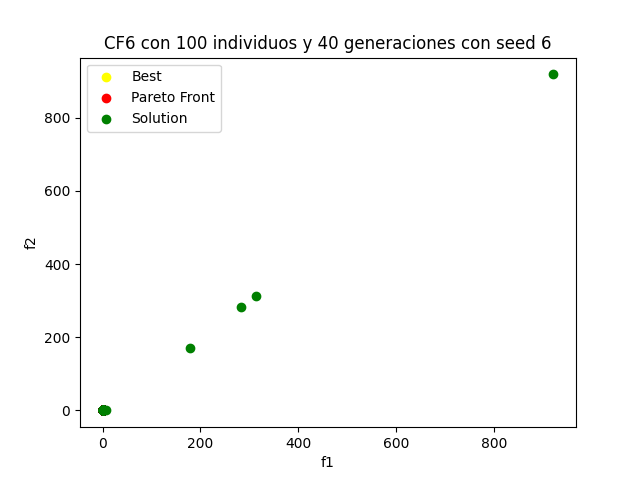 CF6 con 100 individuos y 40 generaciones con seed 6
Best
Pareto Front
Solution
800
600
400
200
0
f2
0 200 400 600 800
f1